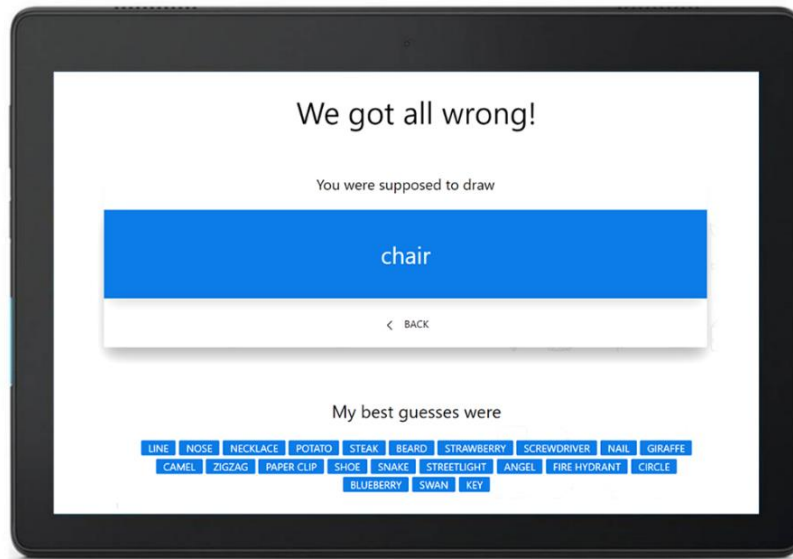 We got all wrong!
You were supposed to draw
chair
BACK
My best guesses were
LINE NOSE NECKLACE POTATO STEAK BEARD STRAWBERRY SCREWDRIVER NAIL GIRAFFE
CAMEL ZIGZAG PAPER CLIP SHOE SNAKE STREETLIGHT ANGEL FIRE HYDRANT CIRCLE
BLUEBERRY SWAN KEY